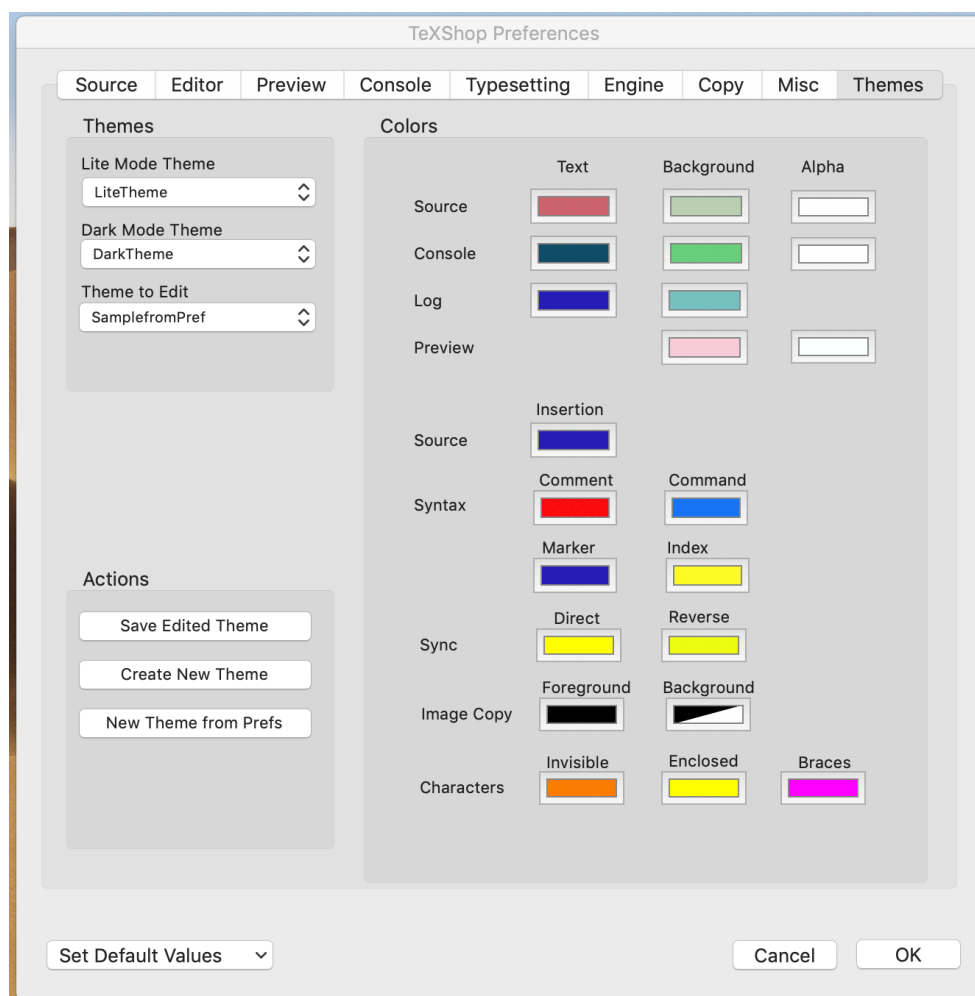 TeXShop Preferences
Source Editor Preview Console Typesetting Engine Copy Misc Themes
Themes
Lite Mode Theme
LiteTheme
Dark Mode Theme
DarkTheme
Theme to Edit
SamplefromPref
Actions
Save Edited Theme
Create New Theme
New Theme from Prefs
Colors
Text Background Alpha
Source
Console
Log
Preview
Insertion
Source
Comment Command
Syntax
Marker Index
Direct Reverse
Sync
Foreground Background
Image Copy
Invisible Enclosed Braces
Characters
Set Default Values Cancel OK